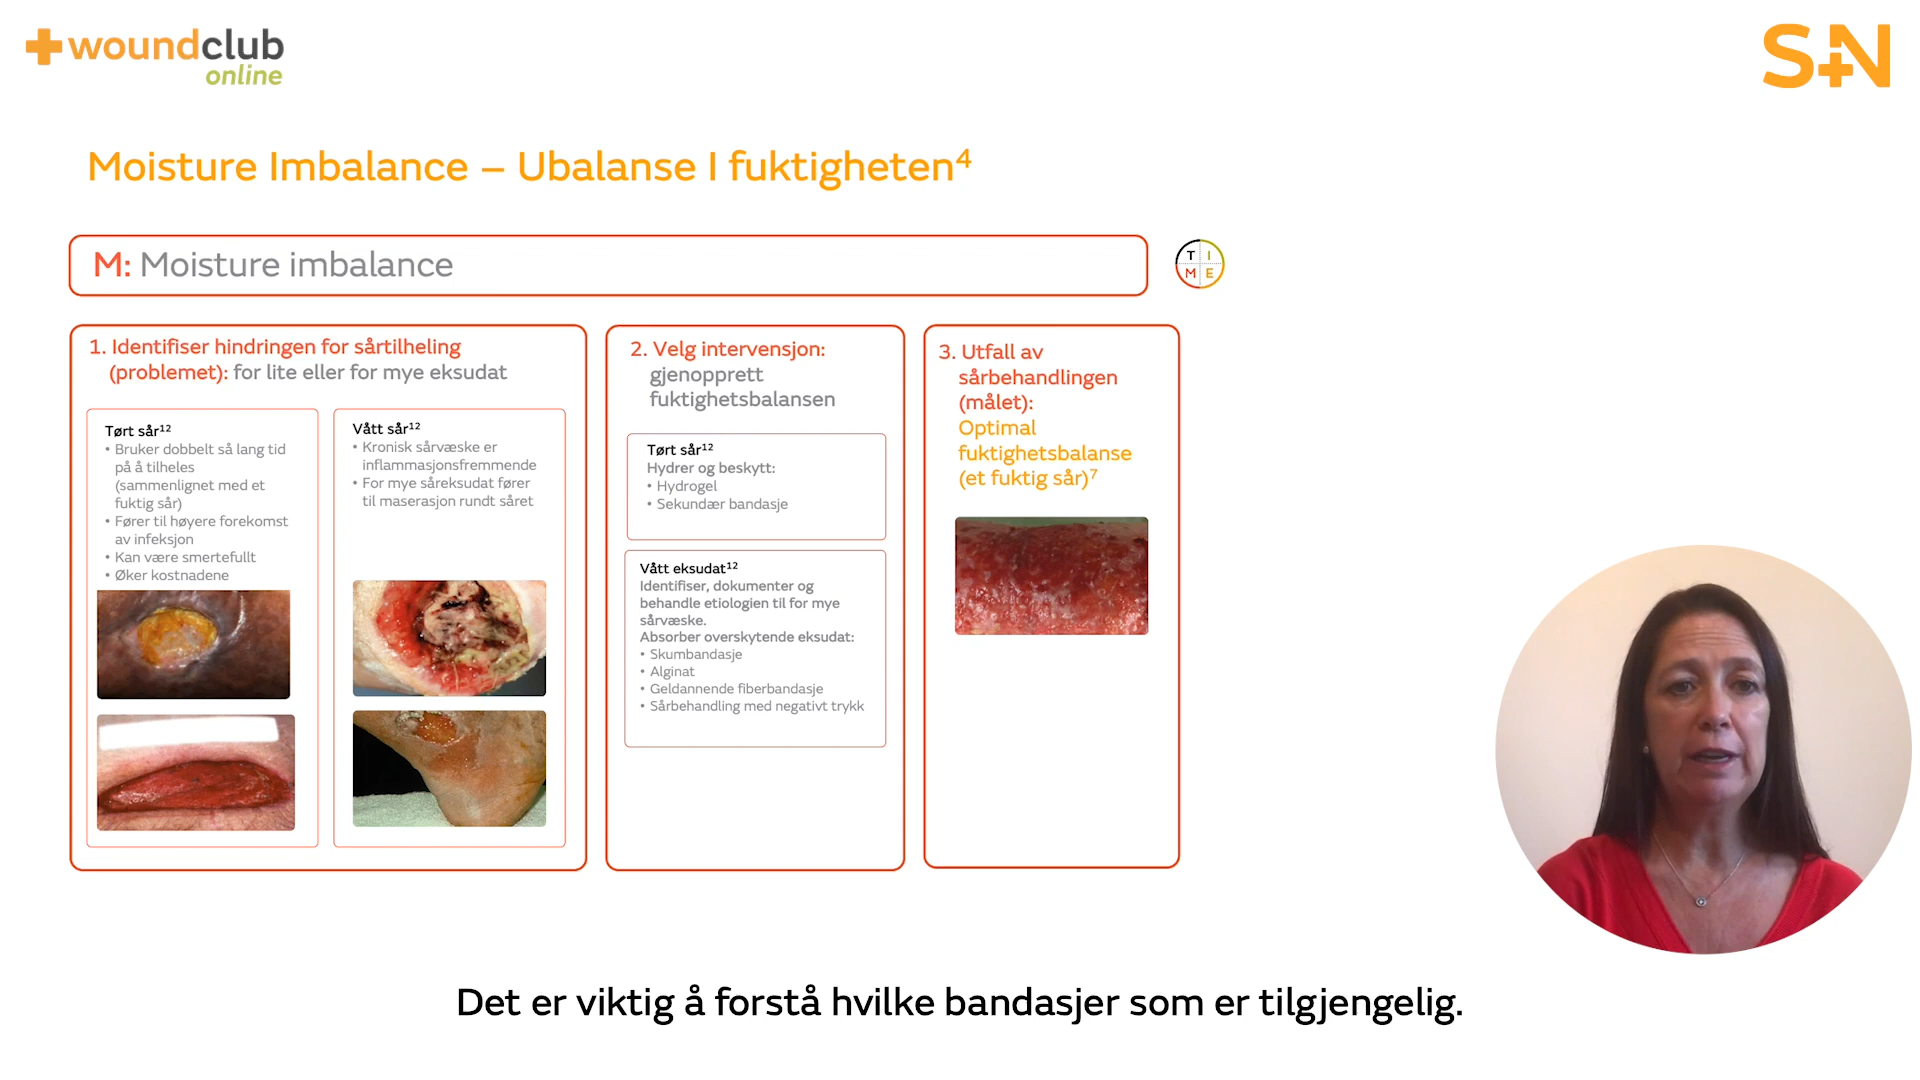 woundclub
online
S+N
Moisture Imbalance – Ubalanse I fuktigheten⁴
M: Moisture imbalance
T I
M E
1. Identifiser hindringen for sårtilheling
(problemet): for lite eller for mye eksudat
Tørt sår¹²
• Bruker dobbelt så lang tid
på å tilheles
(sammenlignet med et
fuktig sår)
• Fører til høyere forekomst
av infeksjon
• Kan være smertefullt
• Øker kostnadene
Vått sår¹²
• Kronisk sårvæske er
inflammasjonsfremmende
• For mye såreksudat fører
til maserasjon rundt såret
2. Velg intervensjon:
gjenopprett
fuktighetsbalansen
Tørt sår¹²
Hydrer og beskytt:
• Hydrogel
• Sekundær bandasje
Vått eksudat¹²
Identifiser, dokumenter og
behandle etiologien til for mye
sårvæske.
Absorber overskytende eksudat:
• Skumbandasje
• Alginat
• Geldannende fiberbandasje
• Sårbehandling med negativt trykk
3. Utfall av
sårbehandlingen
(målet):
Optimal
fuktighetsbalanse
(et fuktig sår)⁷
Det er viktig å forstå hvilke bandasjer som er tilgjengelig.